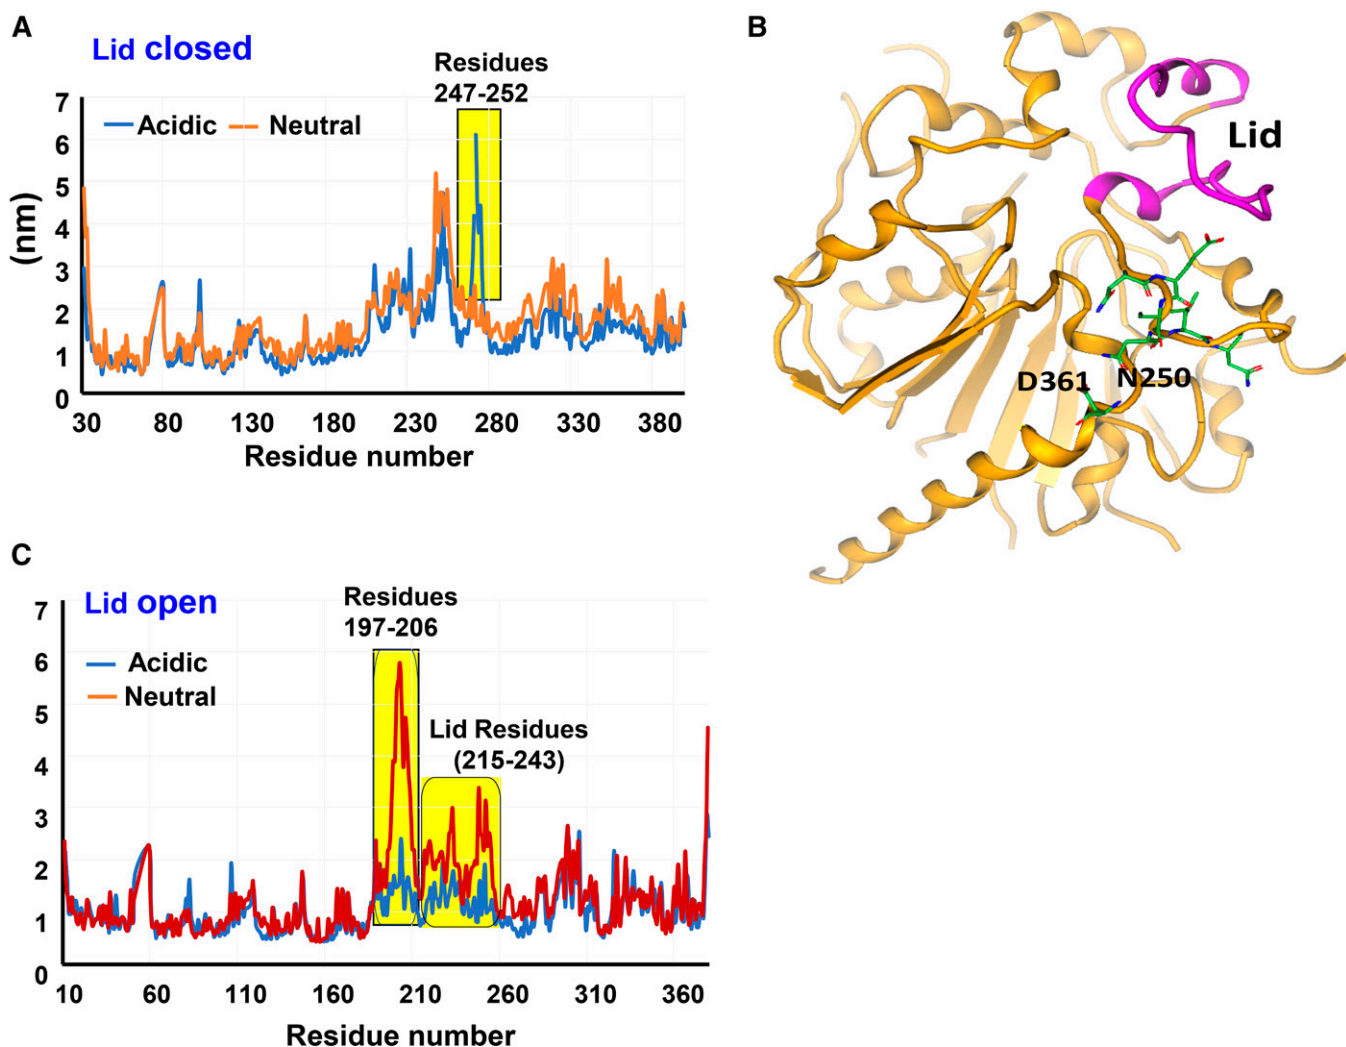 A
Lid closed
Residues
247-252
7
Acidic
Neutral
6
5
4
3
2
1
0
(nm)
30 80 130 180 230 280 330 380
Residue number
B
Lid
D361
N250
C
Lid open
Residues
197-206
7
Acidic
Neutral
6
5
4
3
2
1
0
Lid Residues
(215-243)
10 60 110 160 210 260 310 360
Residue number